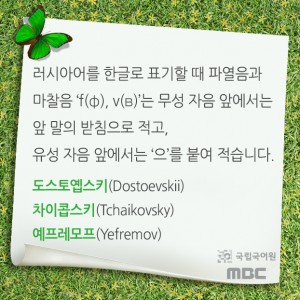 러시아어를 한글로 표기할 때 파열음과
마찰음 ‘f(ф), v(в)’는 무성 자음 앞에서는
앞 말의 받침으로 적고,
유성 자음 앞에서는 ‘으’를 붙여 적습니다.
도스토옙스키(Dostoevskii)
차이콥스키(Tchaikovsky)
예프레모프(Yefremov)
국립국어원
MBC